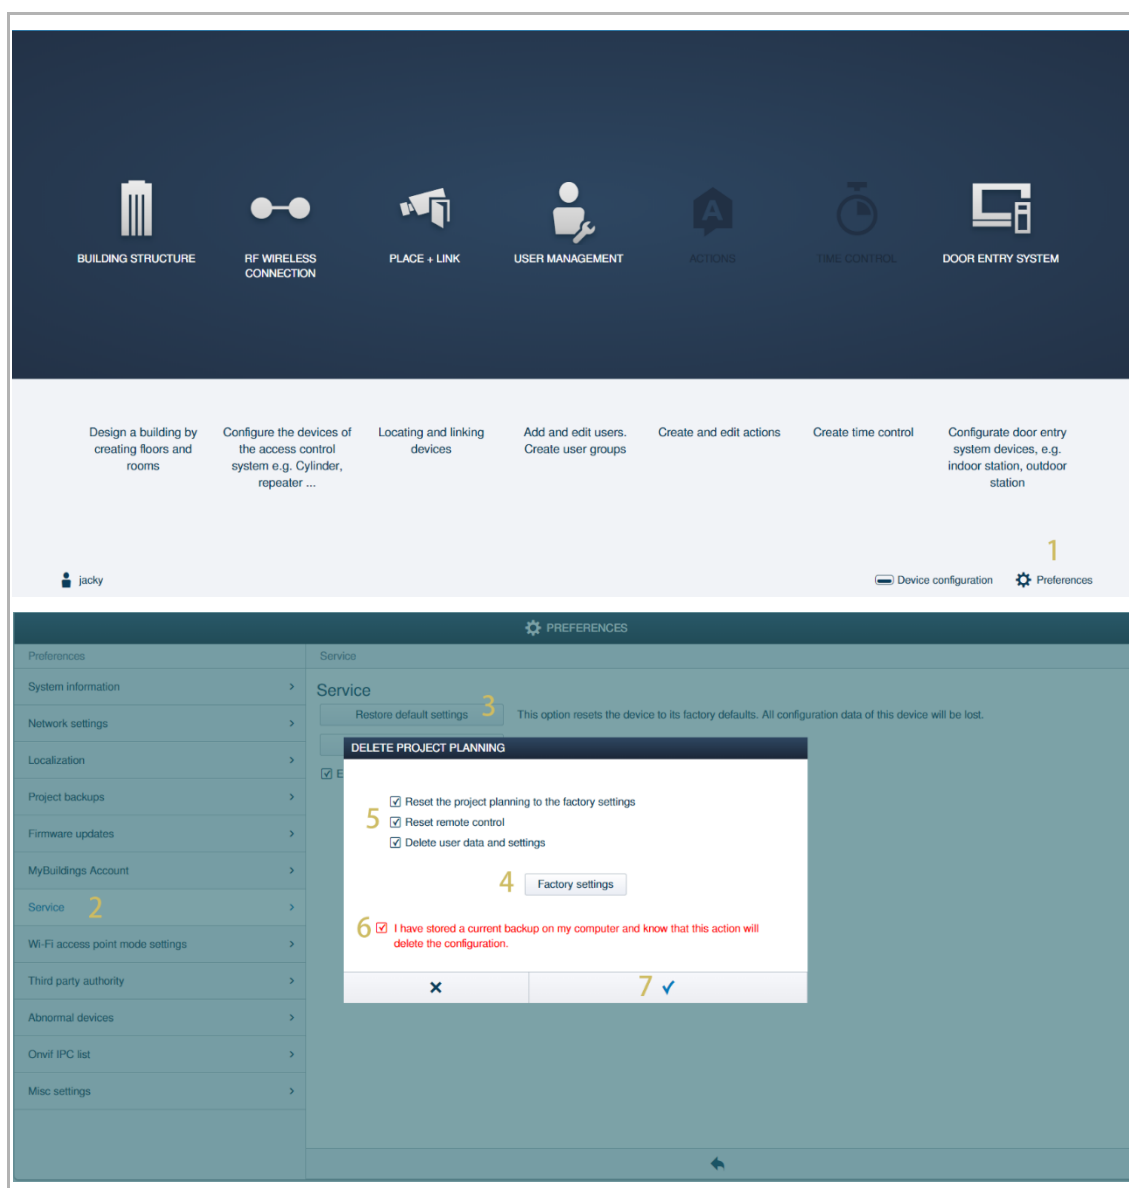 BUILDING STRUCTURE
RF WIRELESS
CONNECTION
PLACE + LINK
USER MANAGEMENT
ACTIONS
TIME CONTROL
DOOR ENTRY SYSTEM
Design a building by
creating floors and
rooms
Configure the devices of
the access control
system e.g. Cylinder,
repeater ...
Locating and linking
devices
Add and edit users.
Create user groups
Create and edit actions
Create time control
Configurate door entry
system devices, e.g.
indoor station, outdoor
station
1
jacky
Device configuration
Preferences
PREFERENCES
Preferences
Service
System information
Network settings
Localization
Project backups
Firmware updates
MyBuildings Account
Service 2
Wi-Fi access point mode settings
Third party authority
Abnormal devices
Onvif IPC list
Misc settings
Service
Restore default settings 3
This option resets the device to its factory defaults. All configuration data of this device will be lost.
E
DELETE PROJECT PLANNING
Reset the project planning to the factory settings
5 Reset remote control
Delete user data and settings
4 Factory settings
6 I have stored a current backup on my computer and know that this action will
delete the configuration.
7